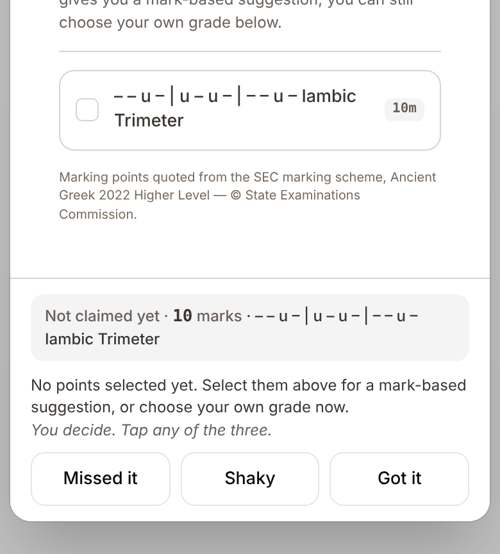 gives you a mark-based suggestion, you can still
choose your own grade below.
– – u – | u – u – | – – u – Iambic
Trimeter
10m
Marking points quoted from the SEC marking scheme, Ancient
Greek 2022 Higher Level — © State Examinations
Commission.
Not claimed yet · 10 marks · – – u – | u – u – | – – u –
Iambic Trimeter
No points selected yet. Select them above for a mark-based
suggestion, or choose your own grade now.
You decide. Tap any of the three.
Missed it
Shaky
Got it